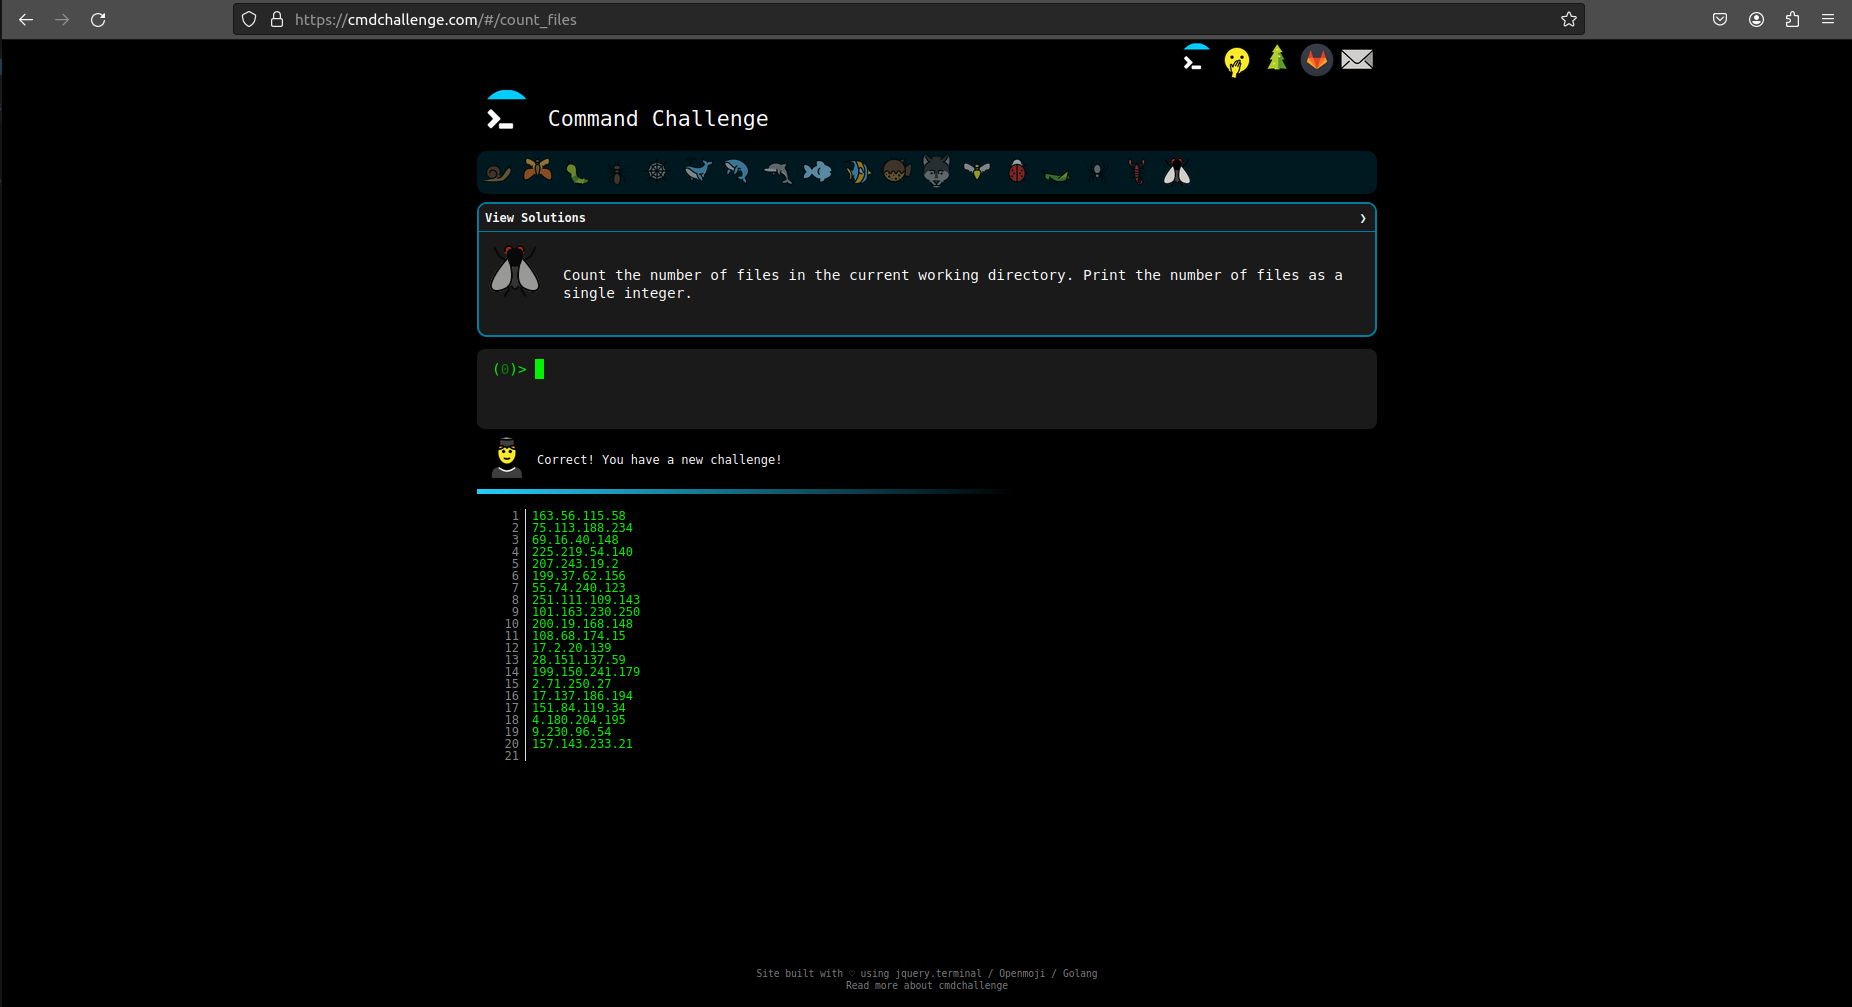 https://cmdchallenge.com/#/count_files
Command Challenge
View Solutions ❯
Count the number of files in the current working directory. Print the number of files as a
single integer.
(0)>
Correct! You have a new challenge!
1 163.56.115.58
2 75.113.188.234
3 69.16.40.148
4 225.219.54.140
5 207.243.19.2
6 199.37.62.156
7 55.74.240.123
8 251.111.109.143
9 101.163.230.250
10 200.19.168.148
11 108.68.174.15
12 17.2.20.139
13 28.151.137.59
14 199.150.241.179
15 2.71.250.27
16 17.137.186.194
17 151.84.119.34
18 4.180.204.195
19 9.230.96.54
20 157.143.233.21
21
Site built with ♡ using jquery.terminal / Openmoji / Golang
Read more about cmdchallenge